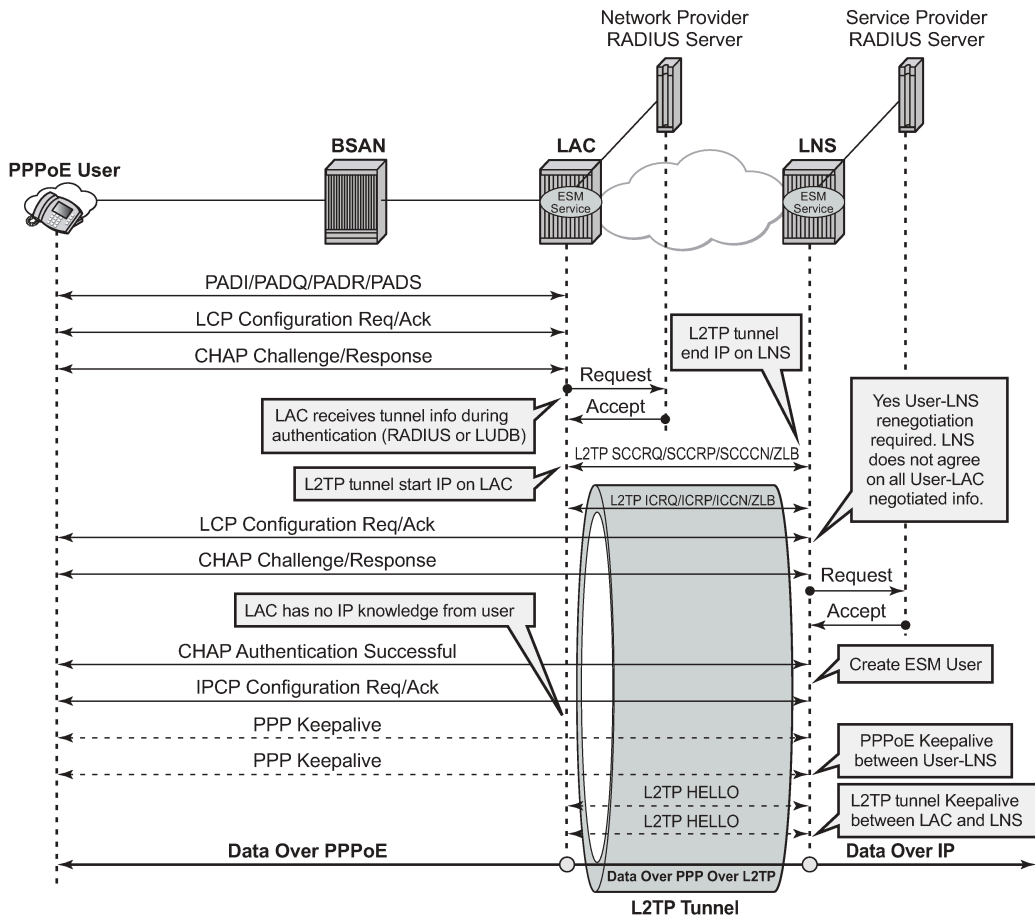 Network Provider
RADIUS Server
Service Provider
RADIUS Server
BSAN
LAC
LNS
PPPoE User
ESM
Service
ESM
Service
PADI/PADQ/PADR/PADS
LCP Configuration Req/Ack
L2TP tunnel
end IP on LNS
CHAP Challenge/Response
Request
Accept
LAC receives tunnel info during
authentication (RADIUS or LUDB)
Yes User-LNS
renegotiation
required. LNS
does not agree
on all User-LAC
negotiated info.
L2TP SCCRQ/SCCRP/SCCCN/ZLB
L2TP tunnel start IP on LAC
L2TP ICRQ/ICRP/ICCN/ZLB
LCP Configuration Req/Ack
CHAP Challenge/Response
Request
LAC has no IP knowledge from user
Accept
CHAP Authentication Successful
Create ESM User
IPCP Configuration Req/Ack
PPP Keepalive
PPP Keepalive
PPPoE Keepalive
between User-LNS
L2TP HELLO
L2TP HELLO
L2TP tunnel Keepalive
between LAC and LNS
Data Over PPPoE
Data Over IP
Data Over PPP Over L2TP
L2TP Tunnel